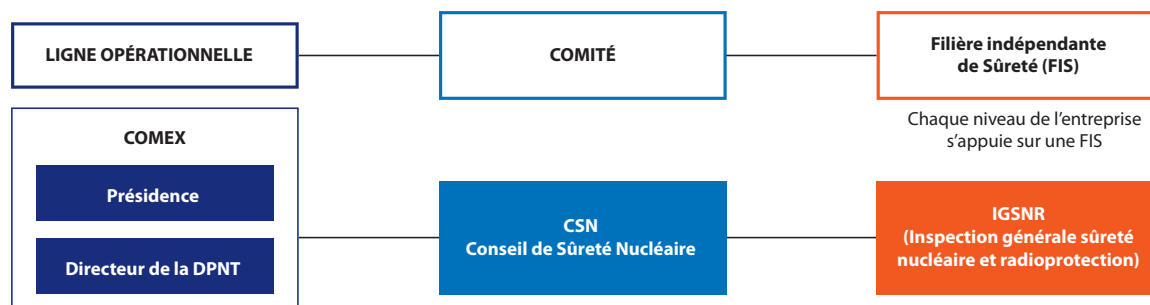 LIGNE OPÉRATIONNELLE
COMITÉ
Filière indépendante
de Sûreté (FIS)
Chaque niveau de l’entreprise
s’appuie sur une FIS
COMEX
Présidence
Directeur de la DPNT
CSN
Conseil de Sûreté Nucléaire
IGSNR
(Inspection générale sûreté
nucléaire et radioprotection)